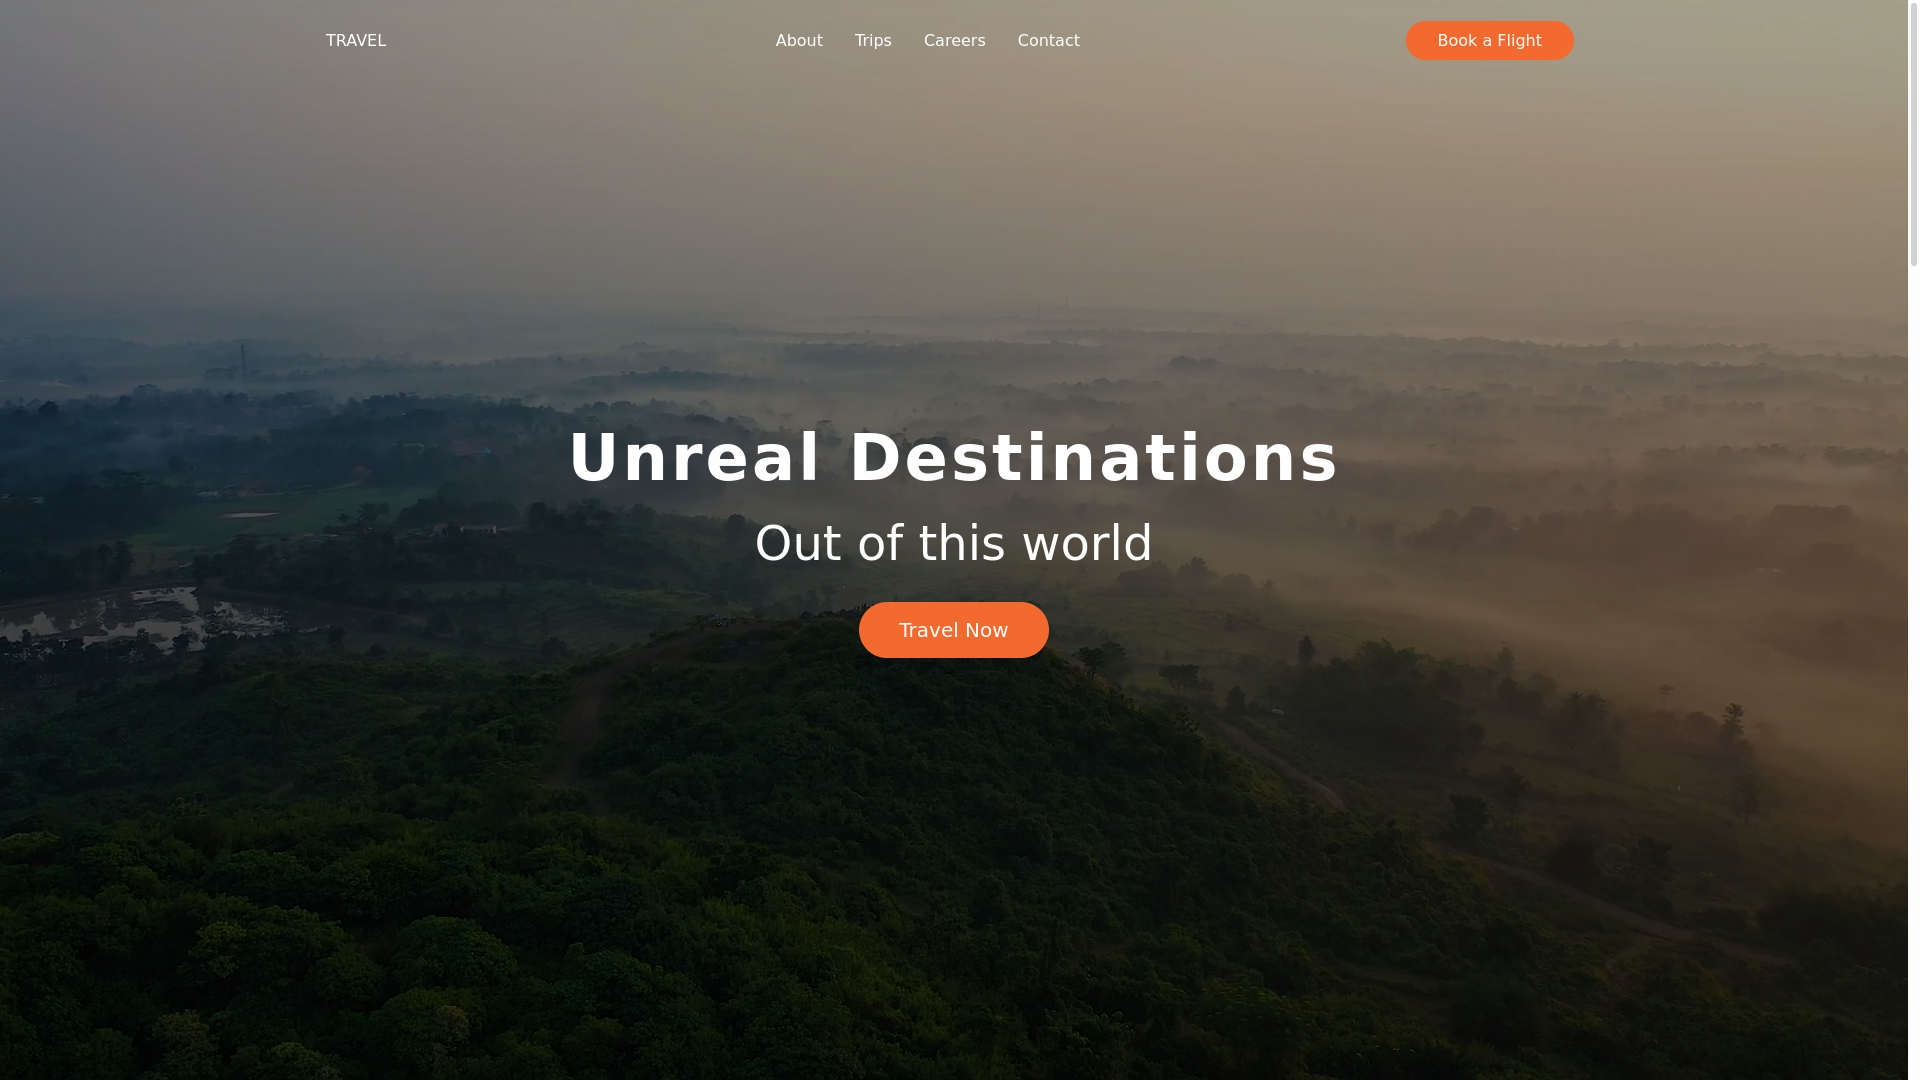 TRAVEL
About Trips Careers Contact
Book a Flight
Unreal Destinations
Out of this world
Travel Now